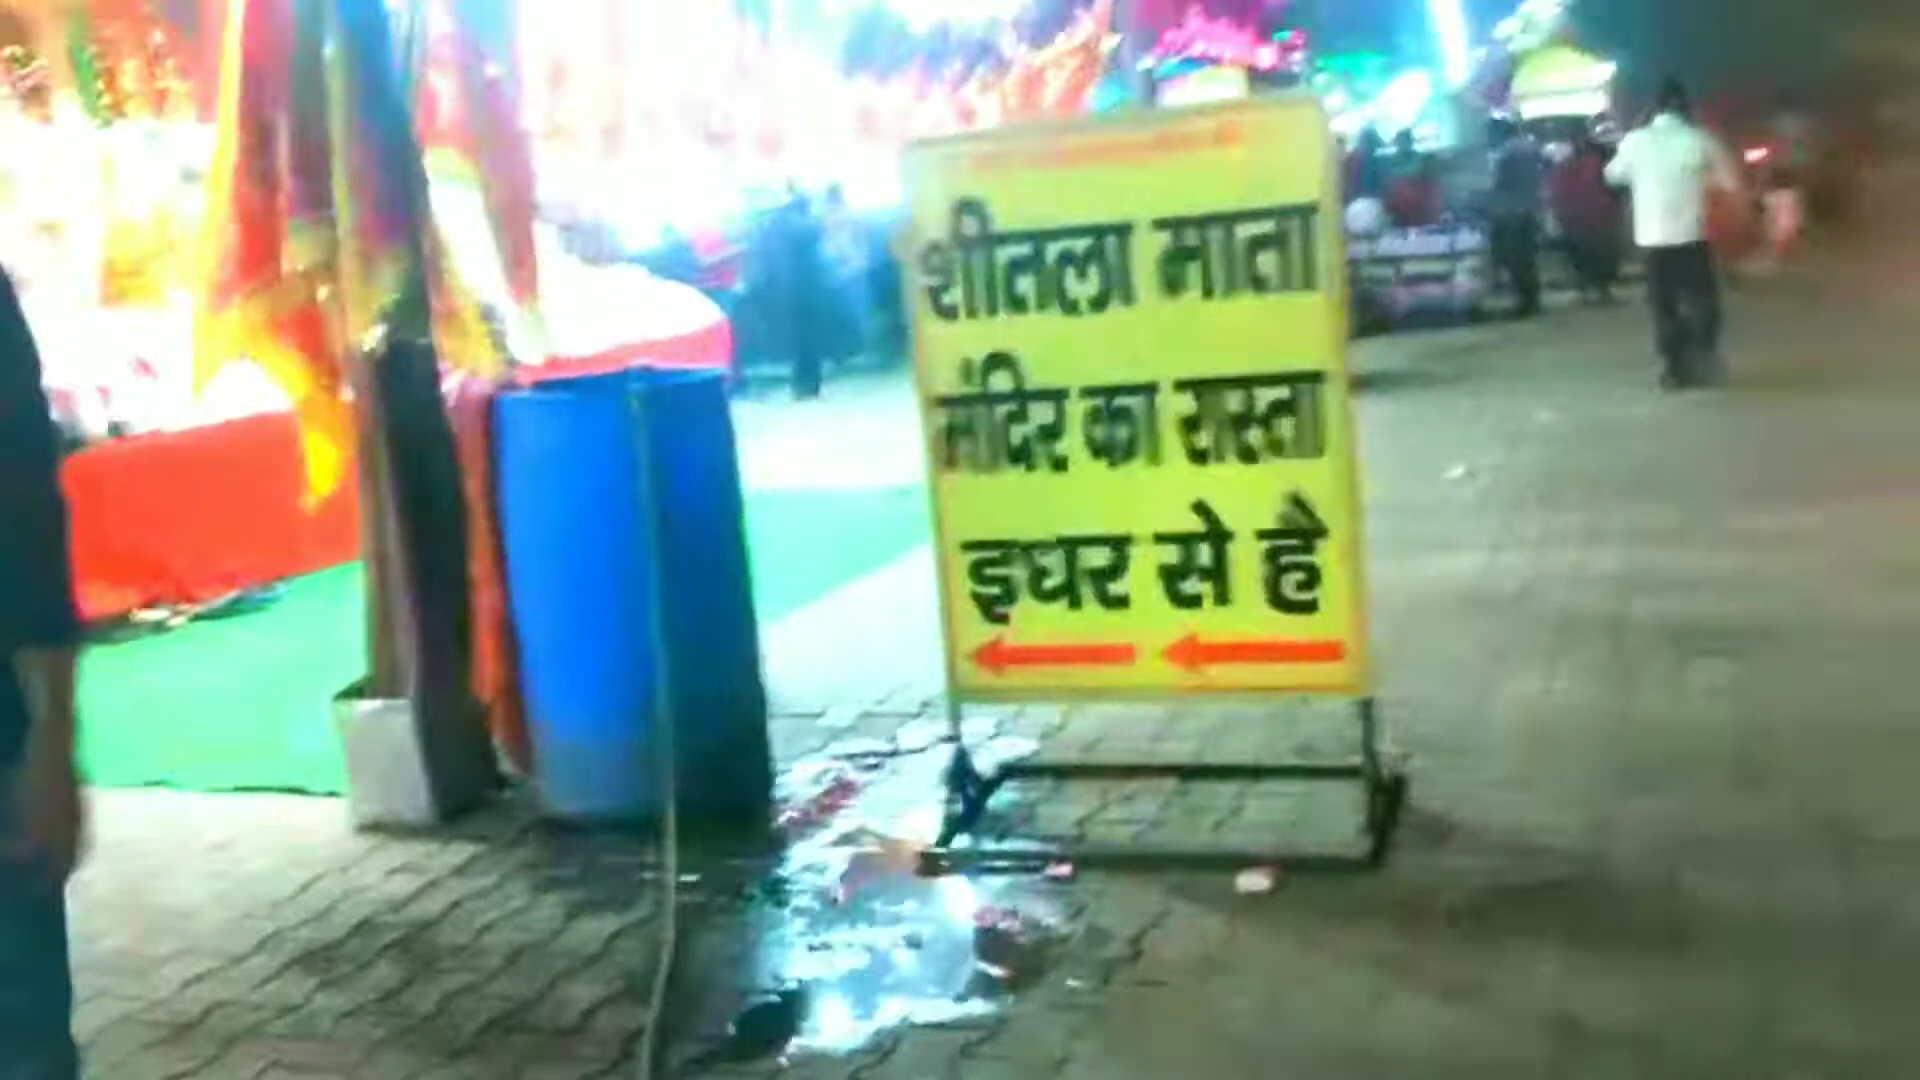 शीतला माता
मंदिर का रास्ता
इधर से है